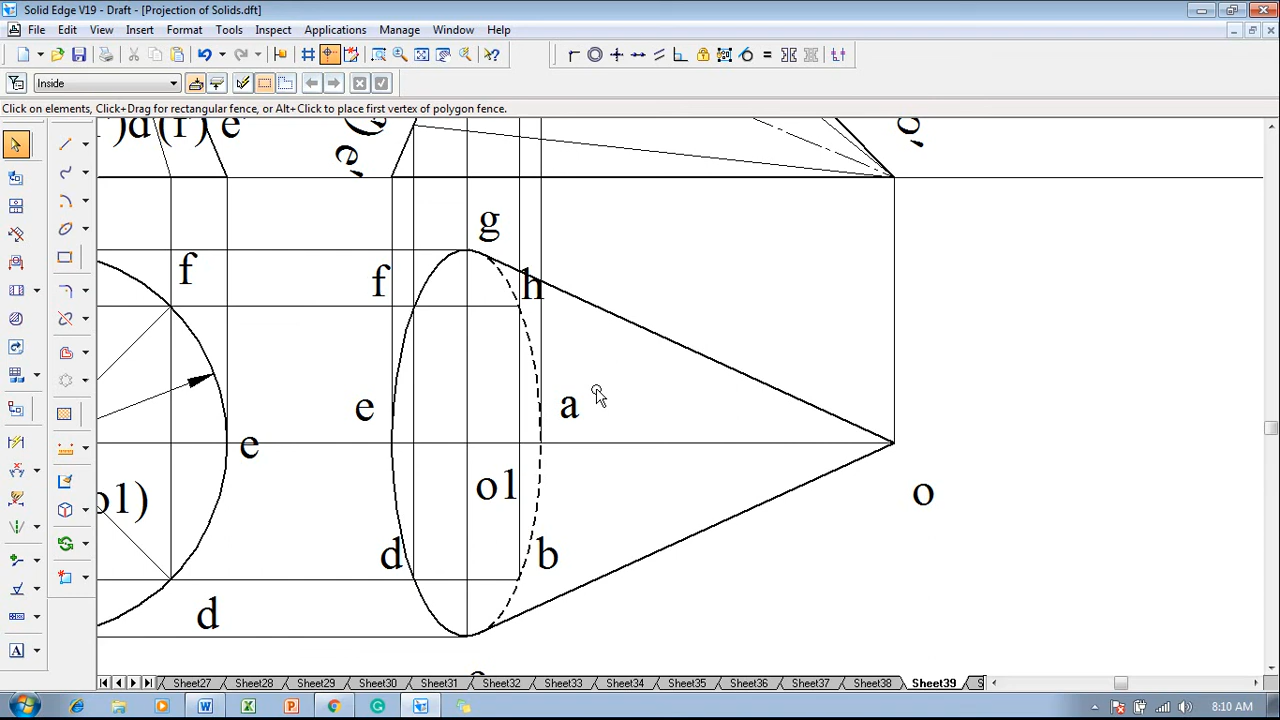 Solid Edge V19 - Draft - [Projection of Solids.dft]
File Edit View Insert Format Tools Inspect Applications Manage Window Help
Inside
Click on elements, Click+Drag for rectangular fence, or Alt+Click to place first vertex of polygon fence.
)d'(f') e'
') e'
o'
g
f
f
h
e
a
e
o1
o1)
o
d
b
d
A
Sheet27 Sheet28 Sheet29 Sheet30 Sheet31 Sheet32 Sheet33 Sheet34 Sheet35 Sheet36 Sheet37 Sheet38 Sheet39 S
8:10 AM